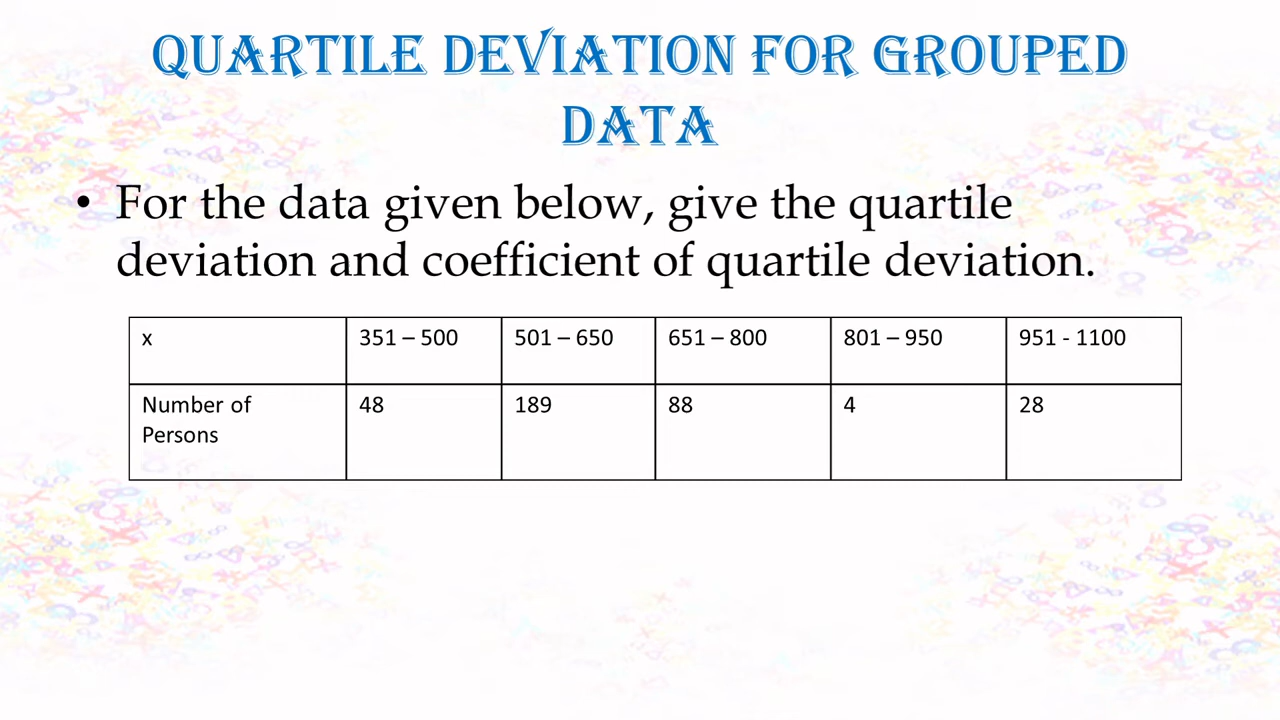 QUARTILE DEVIATION FOR GROUPED
DATA
• For the data given below, give the quartile
deviation and coefficient of quartile deviation.
x 351 – 500 501 – 650 651 – 800 801 – 950 951 - 1100
Number of 48 189 88 4 28
Persons